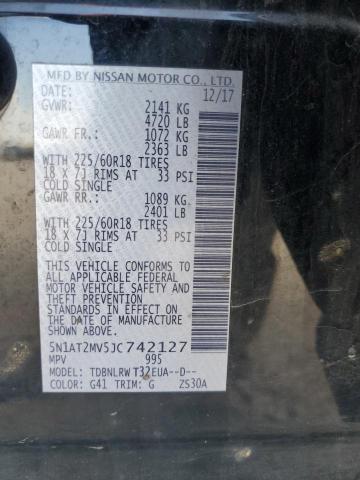 MFD BY NISSAN MOTOR CO., LTD.
DATE: 12/17
GVWR: 2141 KG
4720 LB
GAWR FR.: 1072 KG
2363 LB
WITH 225/60R18 TIRES
18 X 7J RIMS AT 33 PSI
COLD SINGLE
GAWR RR.: 1089 KG
2401 LB
WITH 225/60R18 TIRES
18 X 7J RIMS AT 33 PSI
COLD SINGLE
THIS VEHICLE CONFORMS TO
ALL APPLICABLE FEDERAL
MOTOR VEHICLE SAFETY AND
THEFT PREVENTION
STANDARDS IN EFFECT ON
THE DATE OF MANUFACTURE
SHOWN ABOVE.
5N1AT2MV5JC742127
MPV 995
MODEL: TDBNLRW T32EUA--D--
COLOR: G41 TRIM: G ZS30A